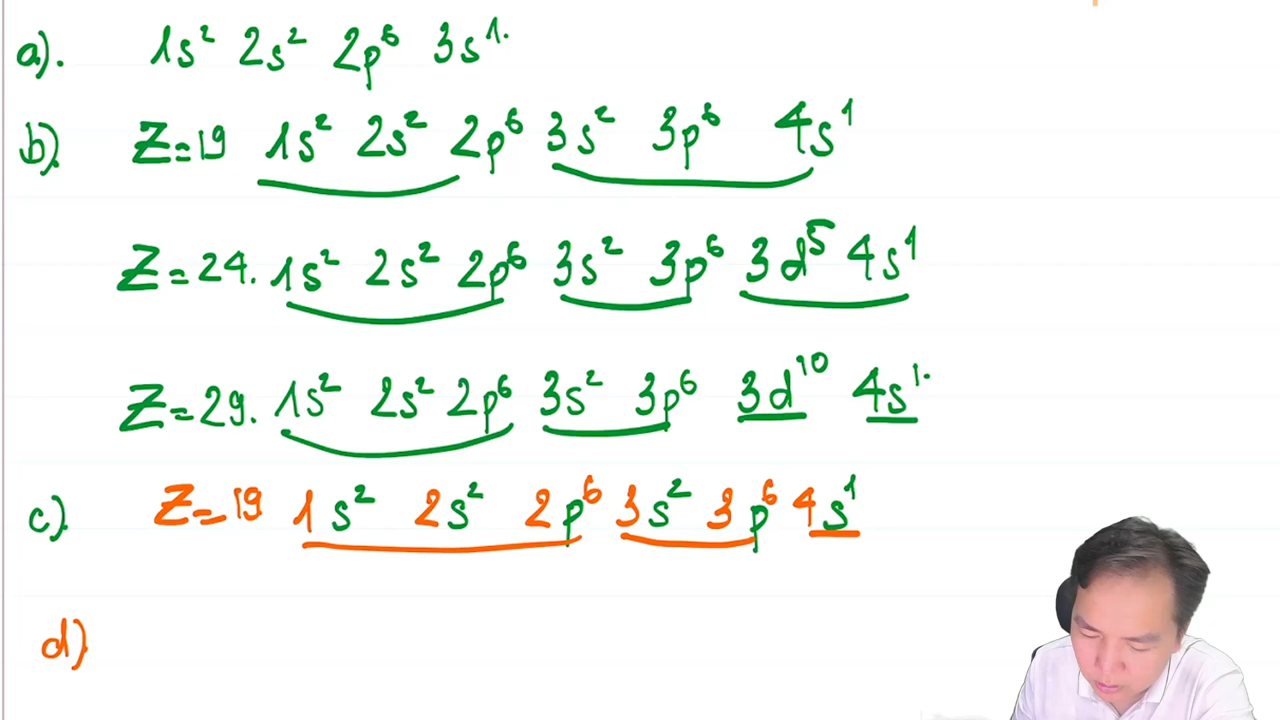 a). 1s² 2s² 2p⁶ 3s¹.
b). Z=19 1s² 2s² 2p⁶ 3s² 3p⁶ 4s¹
Z=24. 1s² 2s² 2p⁶ 3s² 3p⁶ 3d⁵ 4s¹
Z=29. 1s² 2s² 2p⁶ 3s² 3p⁶ 3d¹⁰ 4s¹.
c). Z=19 1s² 2s² 2p⁶ 3s² 3p⁶ 4s¹
d)